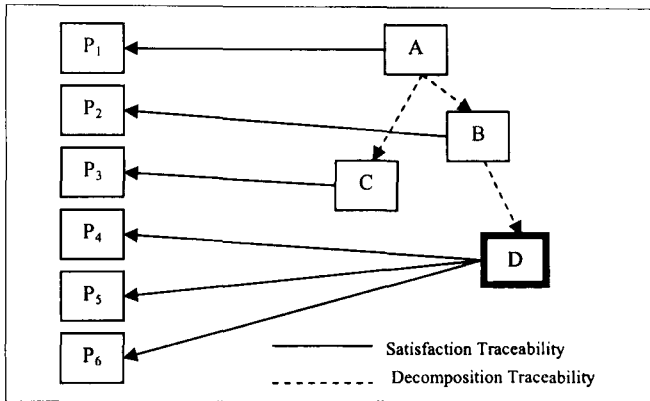 P1
A
P2
B
P3
C
P4
D
P5
P6
Satisfaction Traceability
Decomposition Traceability